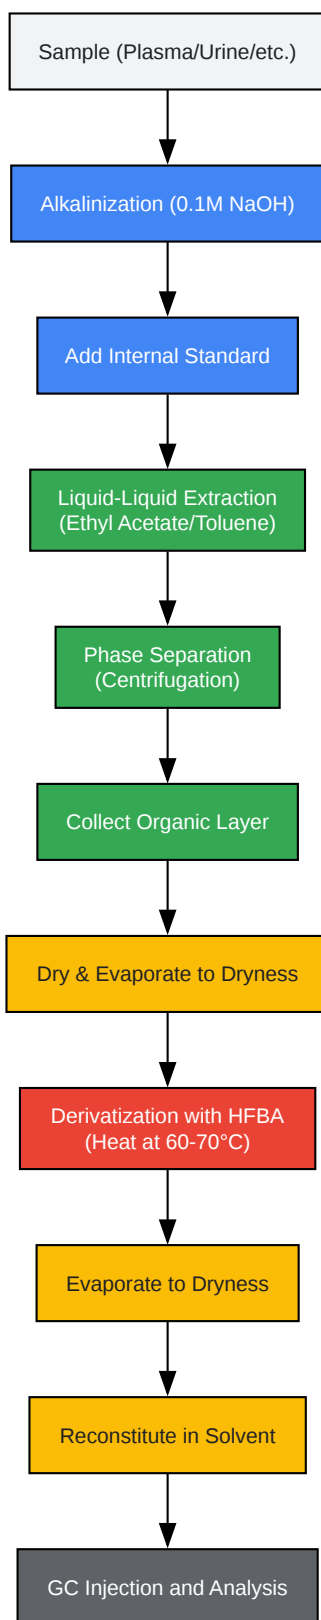 Sample (Plasma/Urine/etc.)
Alkalinization (0.1M NaOH)
Add Internal Standard
Liquid-Liquid Extraction
(Ethyl Acetate/Toluene)
Phase Separation
(Centrifugation)
Collect Organic Layer
Dry & Evaporate to Dryness
Derivatization with HFBA
(Heat at 60-70°C)
Evaporate to Dryness
Reconstitute in Solvent
GC Injection and Analysis